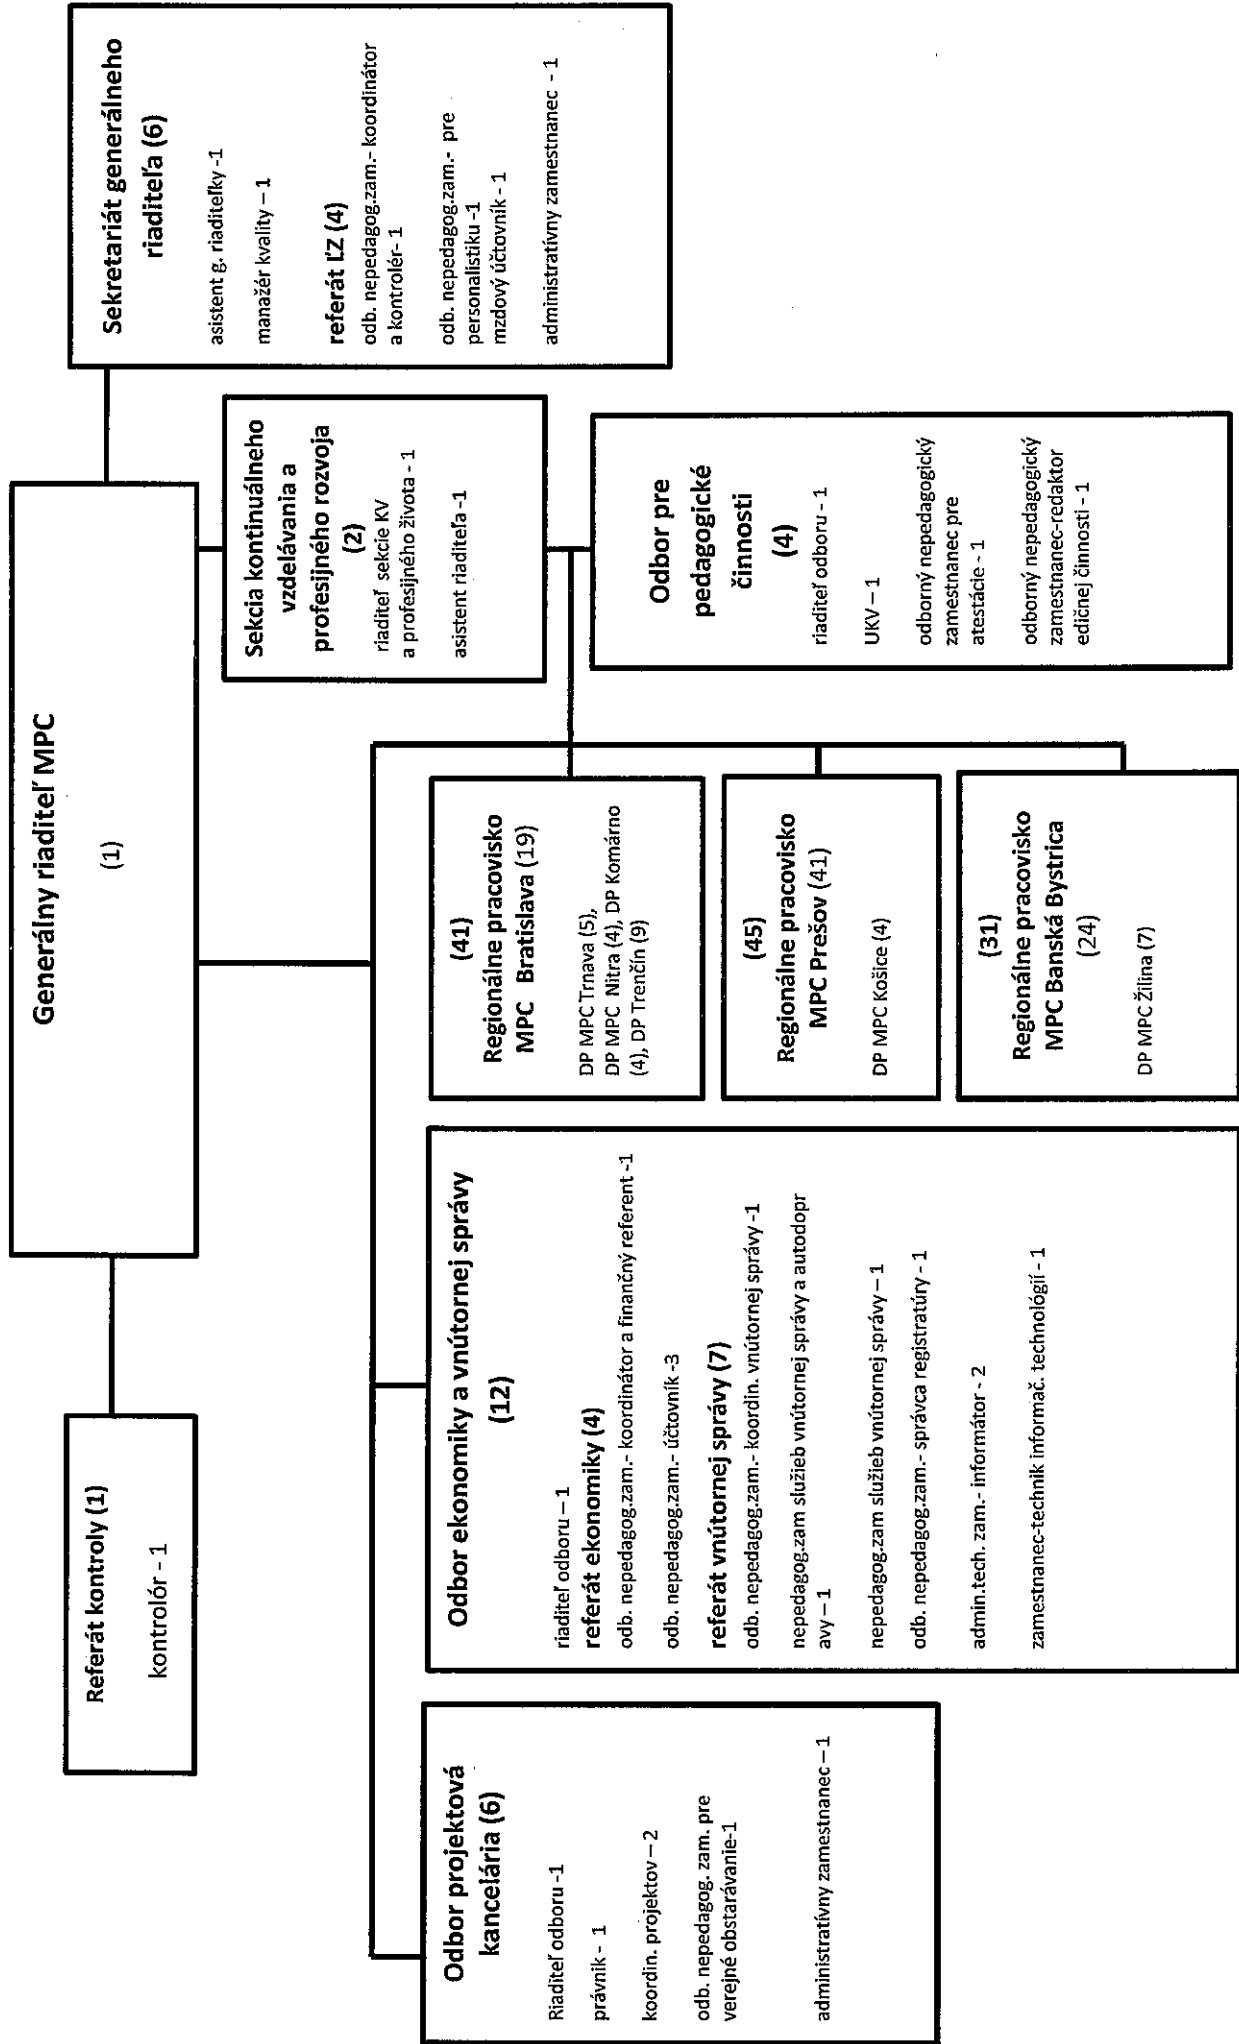 Generálny riaditeľ MPC
(1)
Referát kontroly (1)
kontrolór - 1
Sekretariát generálneho
riaditeľa (6)
asistent g. riaditeľky -1
manažér kvality – 1
referát ĽZ (4)
odb. nepedagog.zam.- koordinátor
a kontrolér- 1
odb. nepedagog.zam.- pre
personalistiku -1
mzdový účtovník - 1
administratívny zamestnanec - 1
Sekcia kontinuálneho
vzdelávania a
profesijného rozvoja
(2)
riaditeľ sekcie KV
a profesijného života - 1
asistent riaditeľa -1
Odbor pre
pedagogické
činnosti
(4)
riaditeľ odboru - 1
UKV – 1
odborný nepedagogický
zamestnanec pre
atestácie - 1
odborný nepedagogický
zamestnanec-redaktor
edičnej činnosti - 1
Odbor projektová
kancelária (6)
Riaditeľ odboru -1
právnik - 1
koordin. projektov – 2
odb. nepedagog. zam. pre
verejné obstarávanie-1
administratívny zamestnanec – 1
Odbor ekonomiky a vnútornej správy
(12)
riaditeľ odboru – 1
referát ekonomiky (4)
odb. nepedagog.zam.- koordinátor a finančný referent -1
odb. nepedagog.zam.- účtovník -3
referát vnútornej správy (7)
odb. nepedagog.zam.- koordin. vnútornej správy -1
nepedagog.zam služieb vnútornej správy a autodopr
avy – 1
nepedagog.zam služieb vnútornej správy – 1
odb. nepedagog.zam.- správca registratúry - 1
admin.tech. zam.- informátor - 2
zamestnanec-technik informač. technológií - 1
(41)
Regionálne pracovisko
MPC Bratislava (19)
DP MPC Trnava (5),
DP MPC Nitra (4), DP Komárno
(4), DP Trenčín (9)
(45)
Regionálne pracovisko
MPC Prešov (41)
DP MPC Košice (4)
(31)
Regionálne pracovisko
MPC Banská Bystrica
(24)
DP MPC Žilina (7)